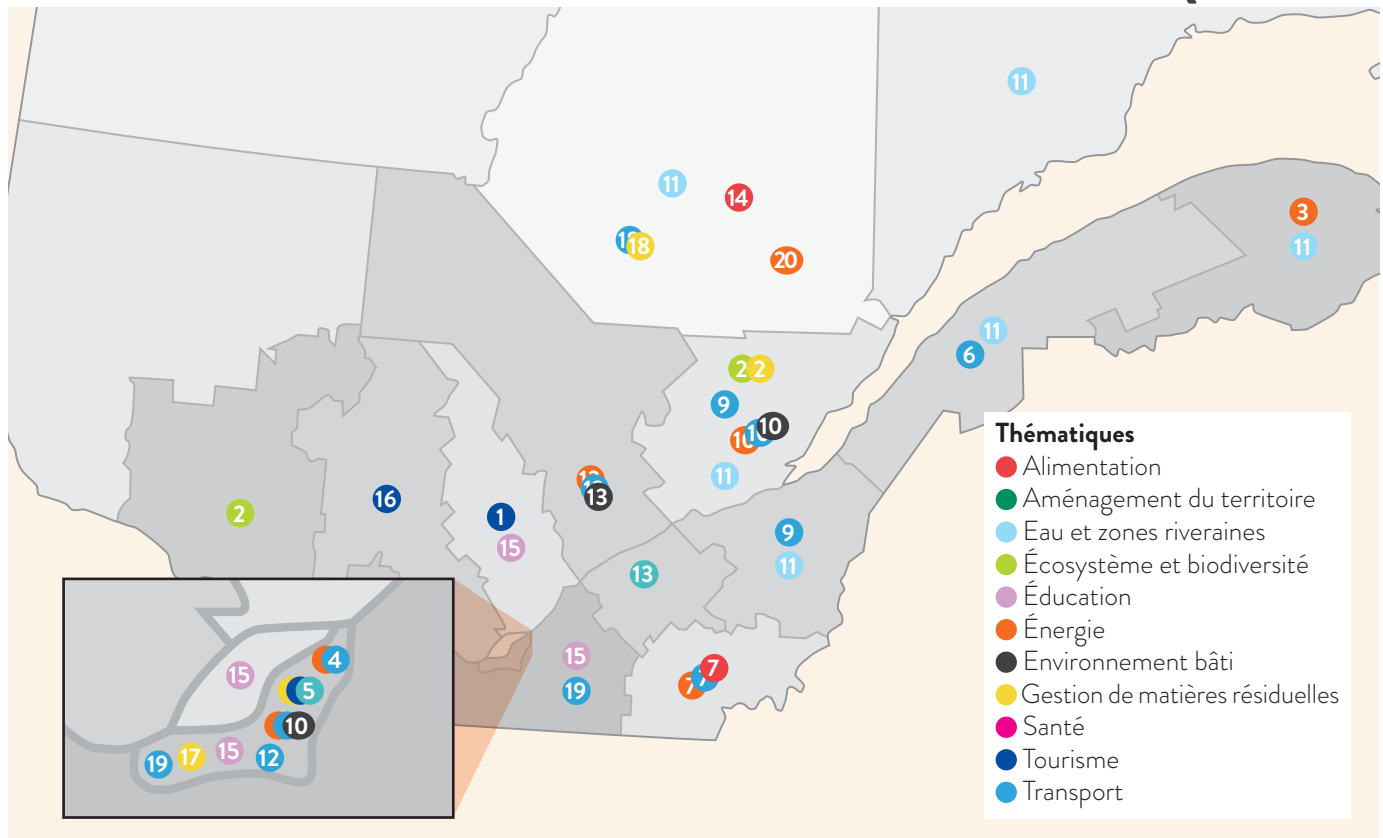 11
11
14
3
18
11
20
11
6
2
2
9
10
10
11
13
16
1
2
15
9
13
11
15
7
7
19
15
4
5
10
15
12
17
19
Thématiques
Alimentation
Aménagement du territoire
Eau et zones riveraines
Écosystème et biodiversité
Éducation
Énergie
Environnement bâti
Gestion de matières résiduelles
Santé
Tourisme
Transport